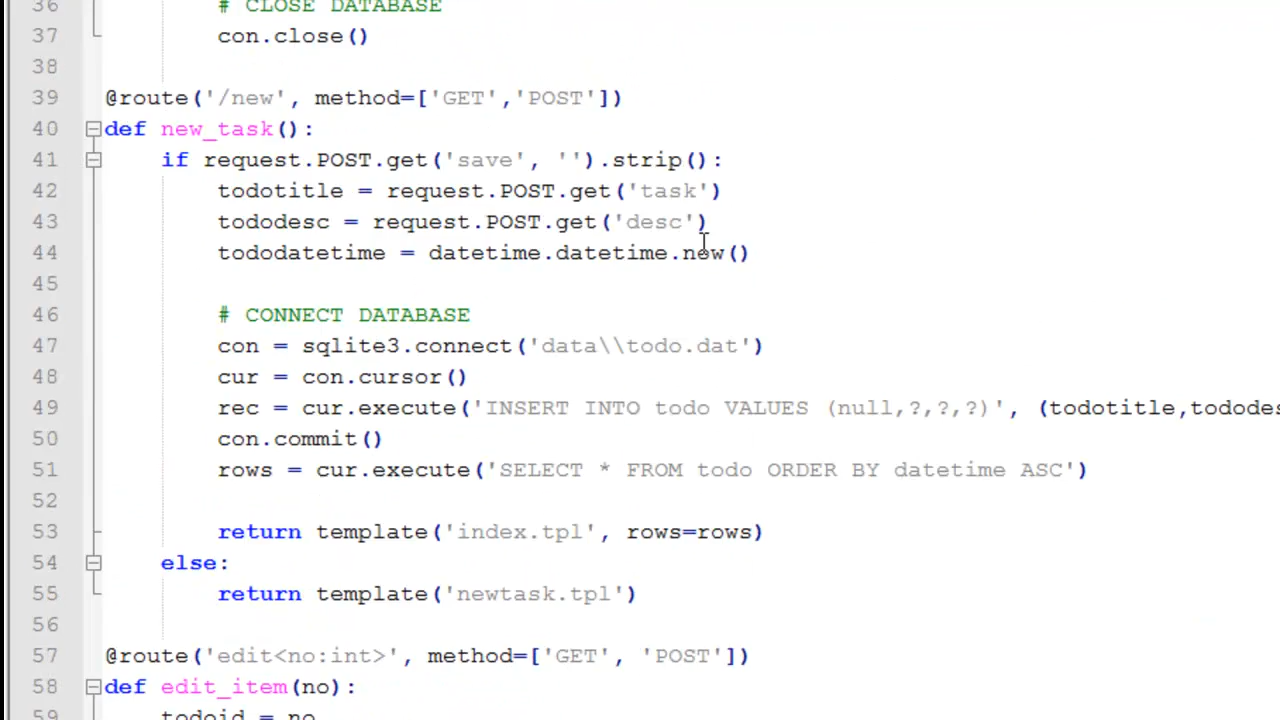 36 # CLOSE DATABASE
37 con.close()
38
39 @route('/new', method=['GET','POST'])
40 def new_task():
41 if request.POST.get('save', '').strip():
42 todotitle = request.POST.get('task')
43 tododesc = request.POST.get('desc')
44 tododatetime = datetime.datetime.now()
45
46 # CONNECT DATABASE
47 con = sqlite3.connect('data\\todo.dat')
48 cur = con.cursor()
49 rec = cur.execute('INSERT INTO todo VALUES (null,?,?,?)', (todotitle,todode
50 con.commit()
51 rows = cur.execute('SELECT * FROM todo ORDER BY datetime ASC')
52
53 return template('index.tpl', rows=rows)
54 else:
55 return template('newtask.tpl')
56
57 @route('edit<no:int>', method=['GET', 'POST'])
58 def edit_item(no):
59 todoid = no